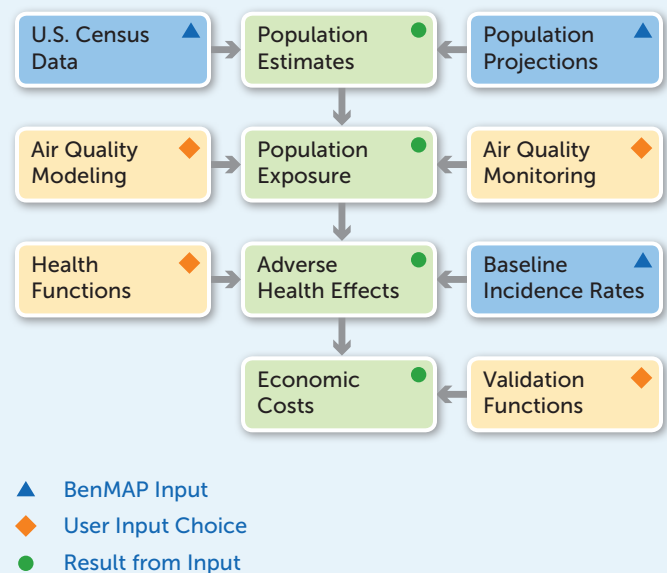 U.S. Census
Data
Population
Estimates
Population
Projections
Air Quality
Modeling
Population
Exposure
Air Quality
Monitoring
Health
Functions
Adverse
Health Effects
Baseline
Incidence Rates
Economic
Costs
Validation
Functions
BenMAP Input
User Input Choice
Result from Input